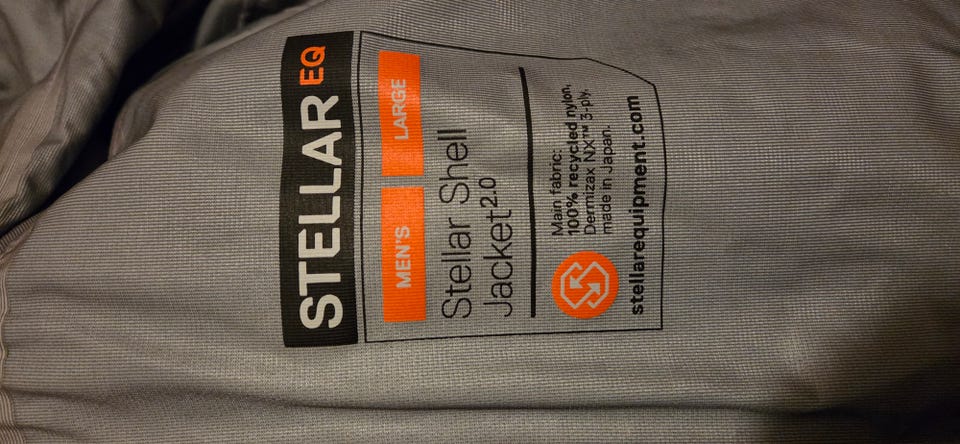 STELLAR EQ
MEN'S LARGE
Stellar Shell
Jacket 2.0
Main fabric:
100% recycled nylon,
Dermizax NX™ 3-ply,
made in Japan.
stellarequipment.com